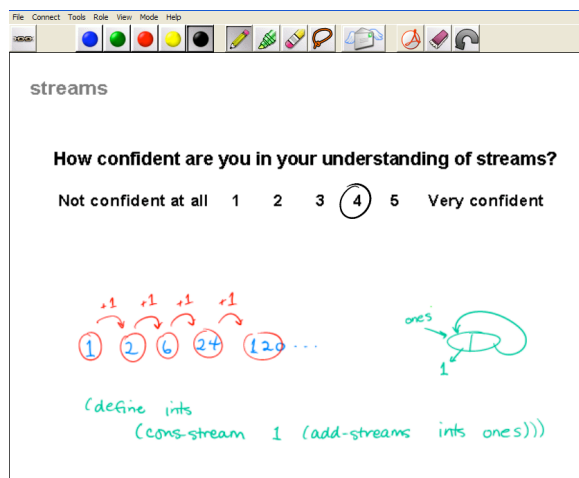 File Connect Tools Role View Mode Help
streams
How confident are you in your understanding of streams?
Not confident at all 1 2 3 4 5 Very confident
+1 +1 +1 +1
1 2 6 24 120 ...
ones
1
(define ints
(cons-stream 1 (add-streams ints ones)))